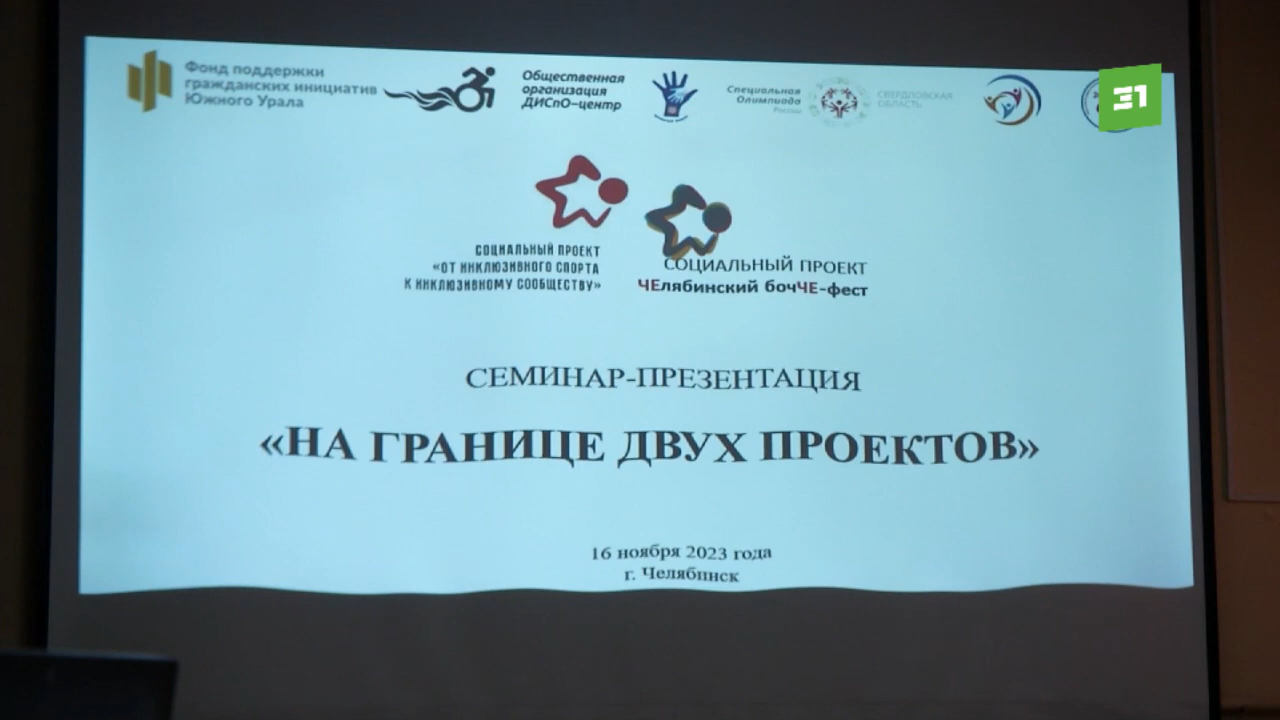 Фонд поддержки
гражданских инициатив
Южного Урала
Общественная
организация
ДИСпО-центр
Специальная
Олимпиада
России
СВЕРДЛОВСКАЯ
ОБЛАСТЬ
31
СОЦИАЛЬНЫЙ ПРОЕКТ
«ОТ ИНКЛЮЗИВНОГО СПОРТА
К ИНКЛЮЗИВНОМУ СООБЩЕСТВУ»
СОЦИАЛЬНЫЙ ПРОЕКТ
ЧЕлябинский бочЧЕ-фест
СЕМИНАР-ПРЕЗЕНТАЦИЯ
«НА ГРАНИЦЕ ДВУХ ПРОЕКТОВ»
16 ноября 2023 года
г. Челябинск